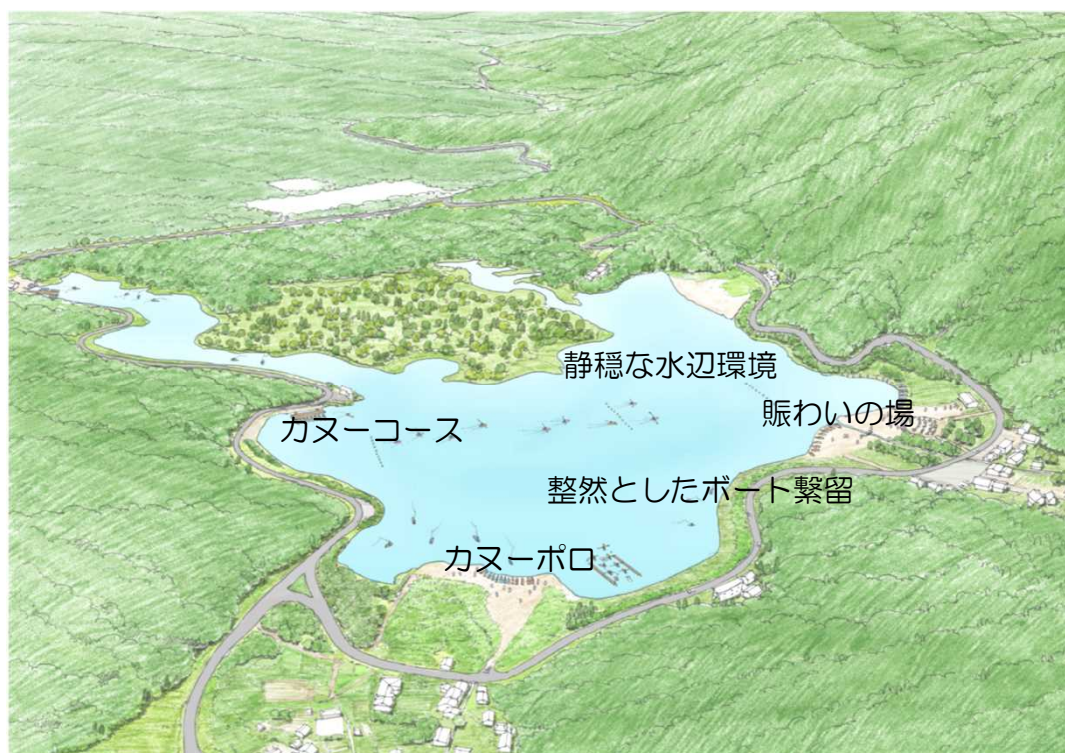 静穏な水辺環境
賑わいの場
カヌーコース
整然としたボート繋留
カヌーポロ